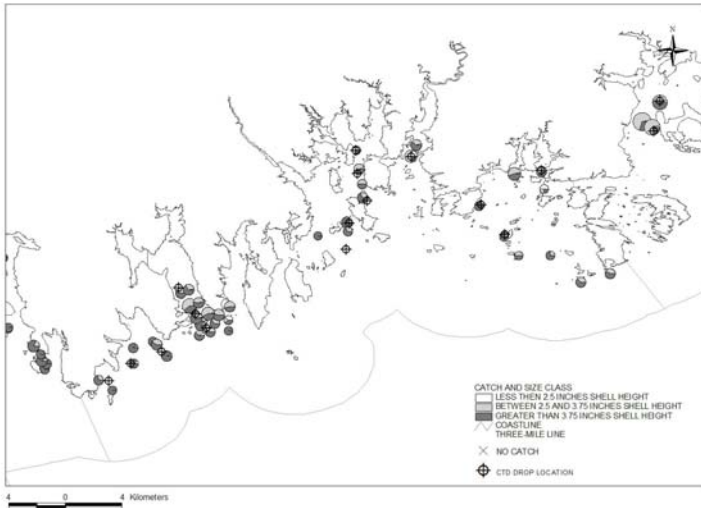 N
CATCH AND SIZE CLASS
LESS THEN 2.5 INCHES SHELL HEIGHT
BETWEEN 2.5 AND 3.75 INCHES SHELL HEIGHT
GREATER THAN 3.75 INCHES SHELL HEIGHT
COASTLINE
THREE-MILE LINE
NO CATCH
CTD DROP LOCATION
4 0 4 Kilometers